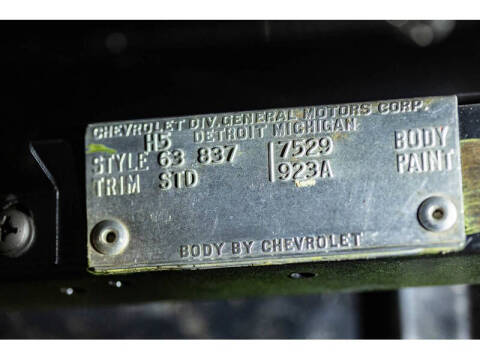 CHEVROLET DIV. GENERAL MOTORS CORP.
DETROIT MICHIGAN
H5
STYLE 63 837 7529 BODY
TRIM STD 923A PAINT
BODY BY CHEVROLET